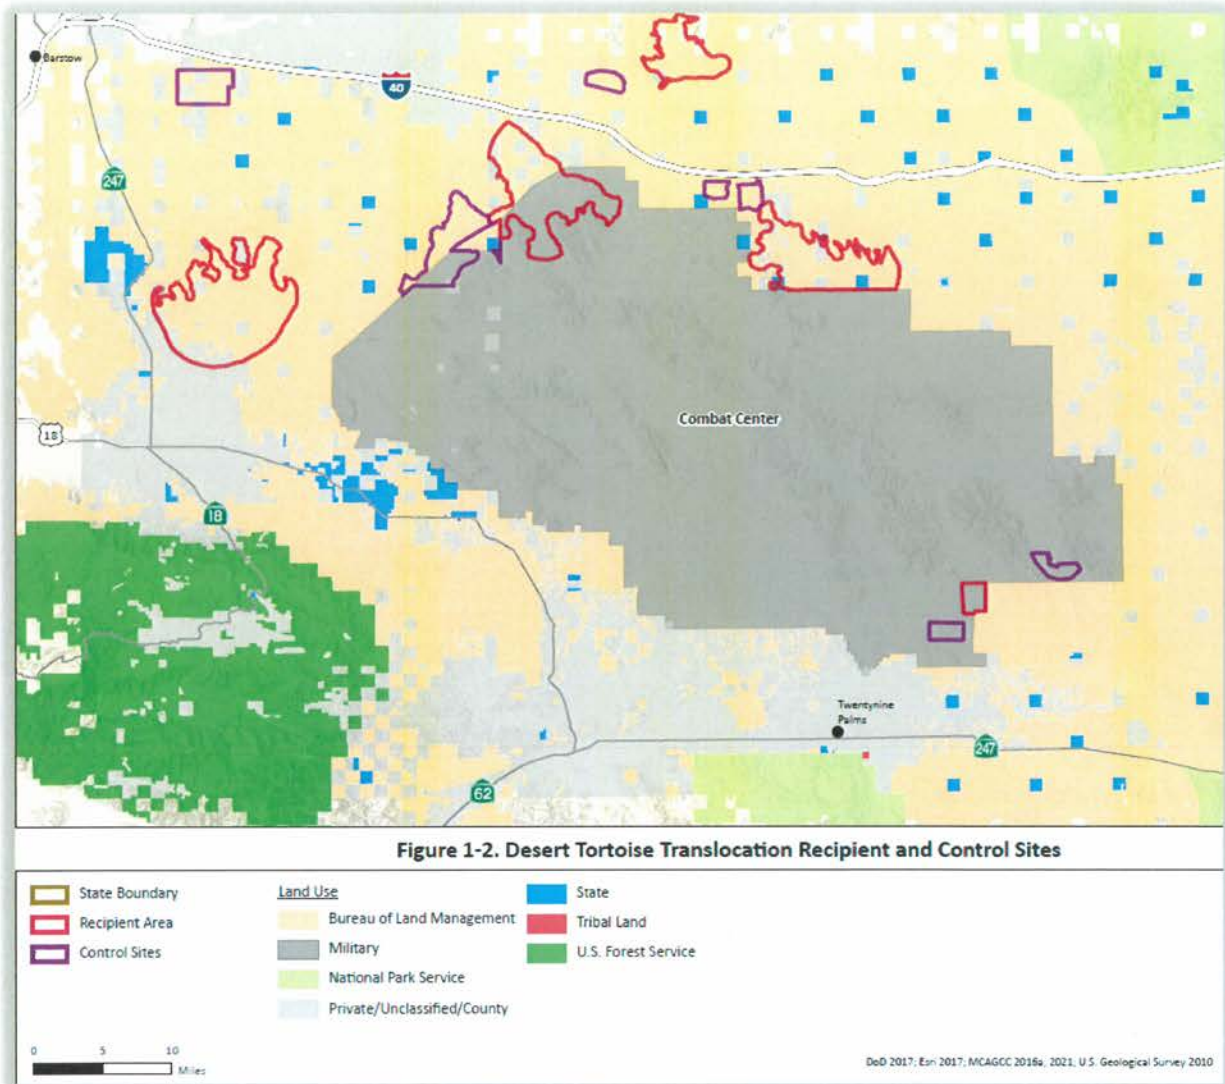 Barstow
40
247
Combat Center
18
18
Twentynine
Palms
247
62
Figure 1-2. Desert Tortoise Translocation Recipient and Control Sites
State Boundary
Recipient Area
Control Sites
Land Use
Bureau of Land Management
Military
National Park Service
Private/Unclassified/County
State
Tribal Land
U.S. Forest Service
0 5 10
Miles
DoD 2017; Esri 2017; MCAGCC 2016a, 2021; U.S. Geological Survey 2010